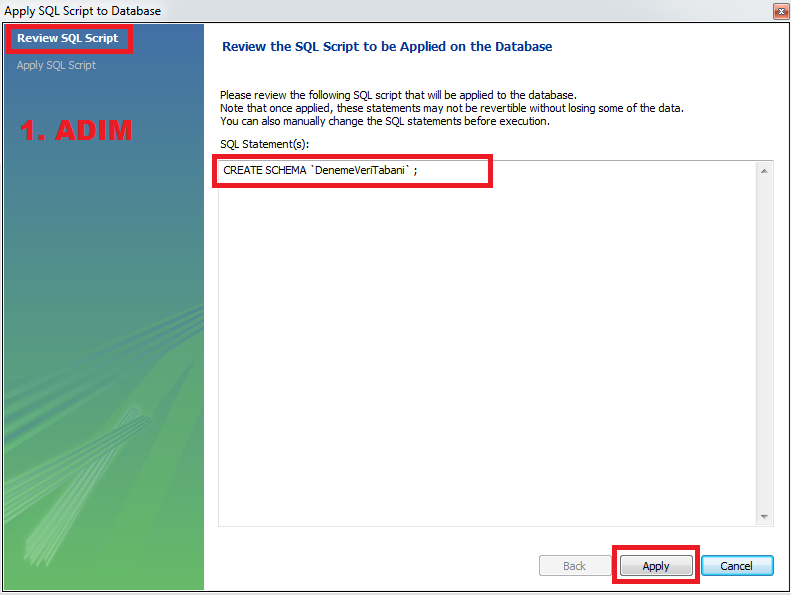 Apply SQL Script to Database
Review SQL Script
Apply SQL Script
1. ADIM
Review the SQL Script to be Applied on the Database
Please review the following SQL script that will be applied to the database.
Note that once applied, these statements may not be revertible without losing some of the data.
You can also manually change the SQL statements before execution.
SQL Statement(s):
CREATE SCHEMA `DenemeVeriTabani` ;
Back
Apply
Cancel